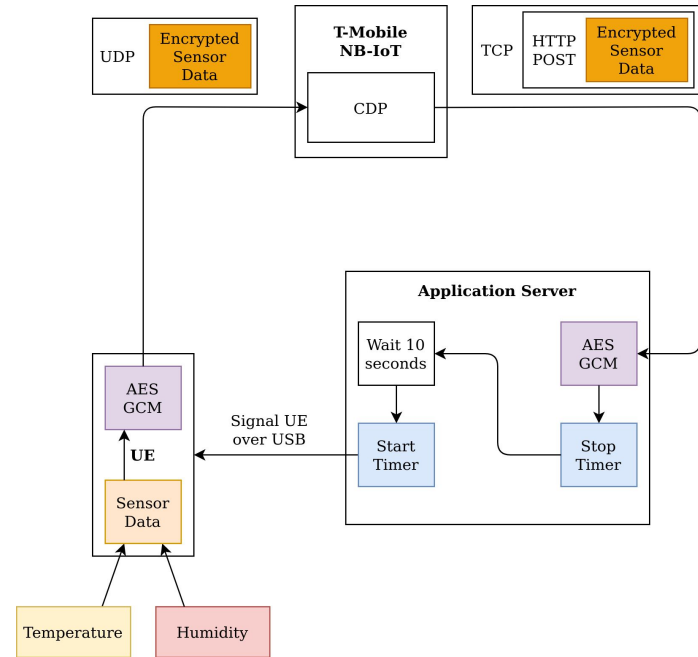 UDP
Encrypted
Sensor
Data
T-Mobile
NB-IoT
CDP
TCP
HTTP
POST
Encrypted
Sensor
Data
Application Server
Wait 10
seconds
AES
GCM
Start
Timer
Stop
Timer
Signal UE
over USB
AES
GCM
UE
Sensor
Data
Temperature
Humidity